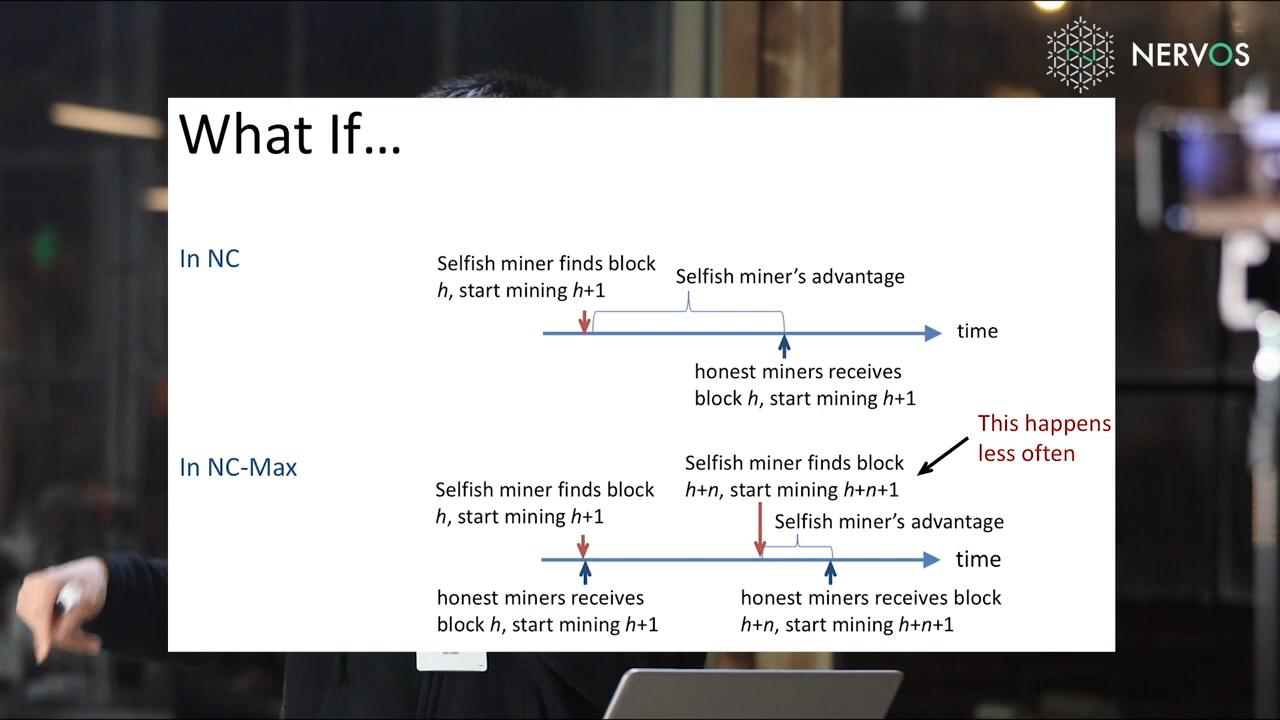 NERVOS
What If...
In NC
Selfish miner finds block
h, start mining h+1
Selfish miner's advantage
time
honest miners receives
block h, start mining h+1
This happens
less often
In NC-Max
Selfish miner finds block
h+n, start mining h+n+1
Selfish miner finds block
h, start mining h+1
Selfish miner's advantage
time
honest miners receives
block h, start mining h+1
honest miners receives block
h+n, start mining h+n+1